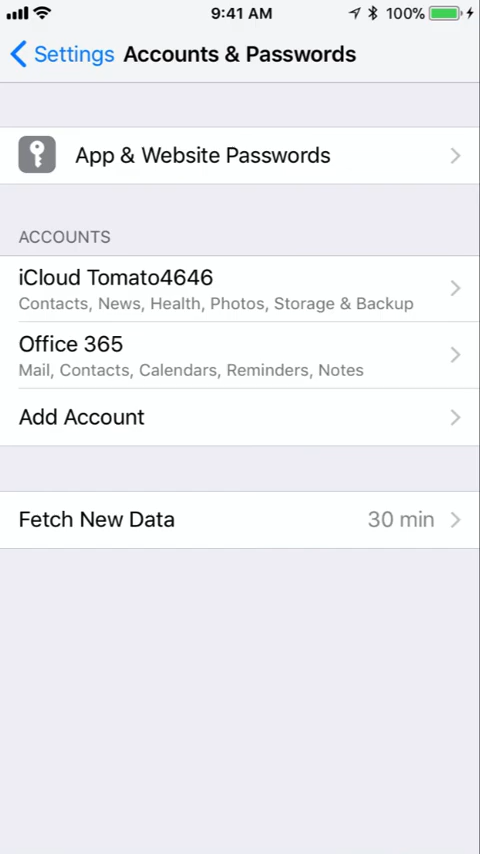 9:41 AM 100%
Settings Accounts & Passwords
App & Website Passwords
ACCOUNTS
iCloud Tomato4646
Contacts, News, Health, Photos, Storage & Backup
Office 365
Mail, Contacts, Calendars, Reminders, Notes
Add Account
Fetch New Data 30 min